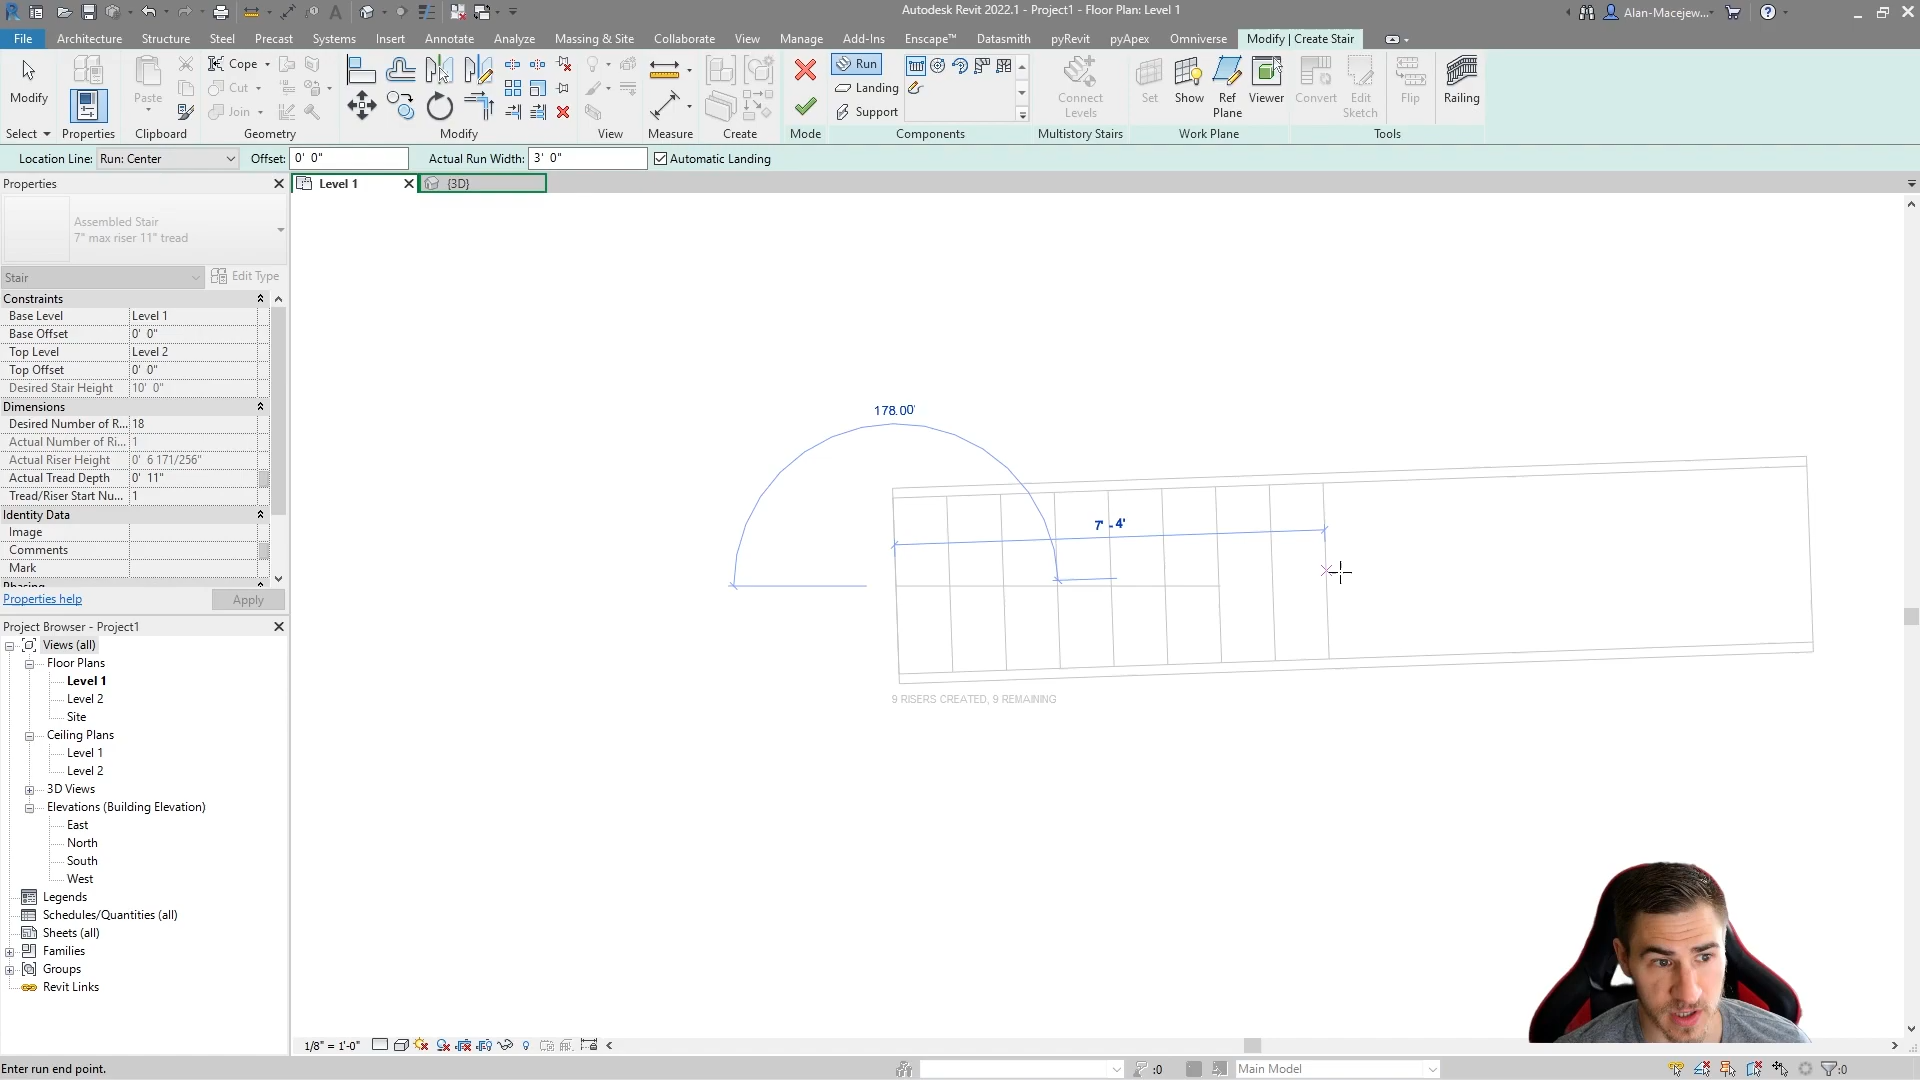 Autodesk Revit 2022.1 - Project1 - Floor Plan: Level 1
Alan-Macejew...
File
Architecture
Structure
Steel
Precast
Systems
Insert
Annotate
Analyze
Massing & Site
Collaborate
View
Manage
Add-Ins
Enscape™
Datasmith
pyRevit
pyApex
Omniverse
Modify | Create Stair
Modify
Paste
Cope
Cut
Join
Run
Landing
Support
Connect
Levels
Set
Show
Ref
Plane
Viewer
Convert
Edit
Sketch
Flip
Railing
Select
Properties
Clipboard
Geometry
Modify
View
Measure
Create
Mode
Components
Multistory Stairs
Work Plane
Tools
Location Line: Run: Center
Offset: 0' 0"
Actual Run Width: 3' 0"
Automatic Landing
Properties
Level 1
{3D}
Assembled Stair
7" max riser 11" tread
Stair
Edit Type
Constraints
Base Level Level 1
Base Offset 0' 0"
Top Level Level 2
Top Offset 0' 0"
Desired Stair Height 10' 0"
Dimensions
Desired Number of R... 18
Actual Number of Ri... 1
Actual Riser Height 0' 6 171/256"
Actual Tread Depth 0' 11"
Tread/Riser Start Nu... 1
Identity Data
Image
Comments
Mark
Phasing
Properties help
Apply
Project Browser - Project1
Views (all)
Floor Plans
Level 1
Level 2
Site
Ceiling Plans
Level 1
Level 2
3D Views
Elevations (Building Elevation)
East
North
South
West
Legends
Schedules/Quantities (all)
Sheets (all)
Families
Groups
Revit Links
178.00'
7' - 4'
9 RISERS CREATED, 9 REMAINING
1/8" = 1'-0"
Enter run end point.
:0
Main Model
:0